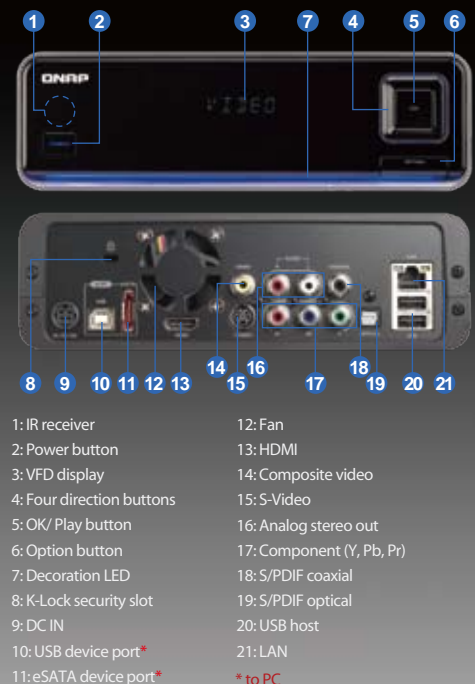 1 2 3 7 4 5 6
QNAP
VIDEO
8 9 10 11 12 13 14 15 16 17 18 19 20 21
1: IR receiver
2: Power button
3: VFD display
4: Four direction buttons
5: OK/ Play button
6: Option button
7: Decoration LED
8: K-Lock security slot
9: DC IN
10: USB device port*
11: eSATA device port*
12: Fan
13: HDMI
14: Composite video
15: S-Video
16: Analog stereo out
17: Component (Y, Pb, Pr)
18: S/PDIF coaxial
19: S/PDIF optical
20: USB host
21: LAN
* to PC